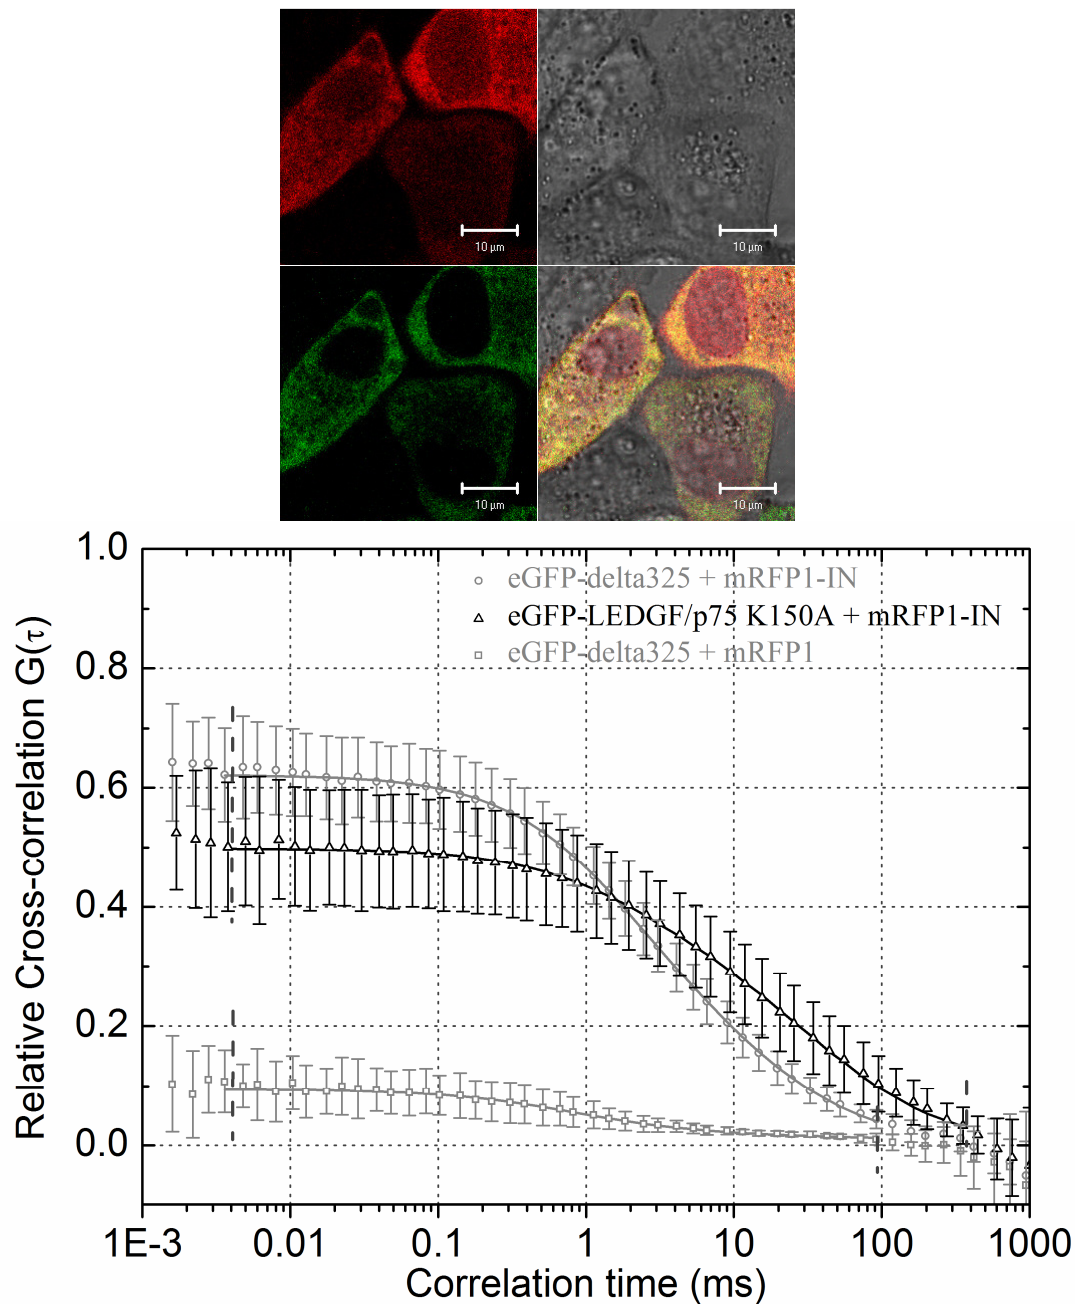 10 µm
10 µm
10 µm
10 µm
1.0
0.8
0.6
0.4
0.2
0.0
Relative Cross-correlation G(τ)
eGFP-delta325 + mRFP1-IN
eGFP-LEDGF/p75 K150A + mRFP1-IN
eGFP-delta325 + mRFP1
1E-3 0.01 0.1 1 10 100 1000
Correlation time (ms)